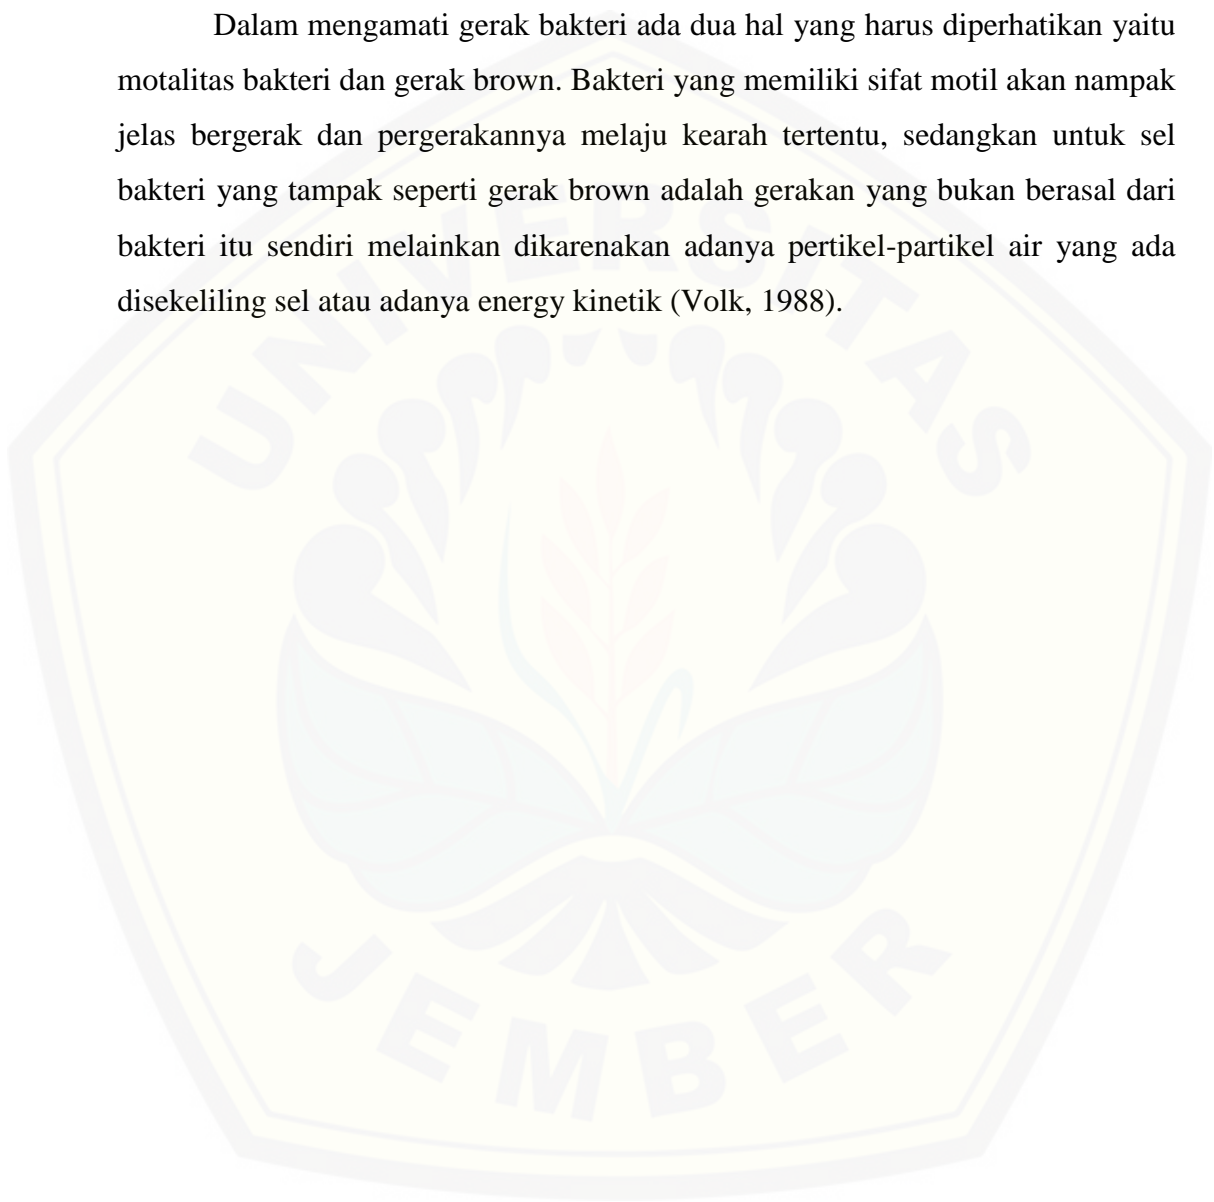 Dalam mengamati gerak bakteri ada dua hal yang harus diperhatikan yaitu
motalitas bakteri dan gerak brown. Bakteri yang memiliki sifat motil akan nampak
jelas bergerak dan pergerakannya melaju kearah tertentu, sedangkan untuk sel
bakteri yang tampak seperti gerak brown adalah gerakan yang bukan berasal dari
bakteri itu sendiri melainkan dikarenakan adanya pertikel-partikel air yang ada
disekeliling sel atau adanya energy kinetik (Volk, 1988).
UNIVERSITAS
JEMBER